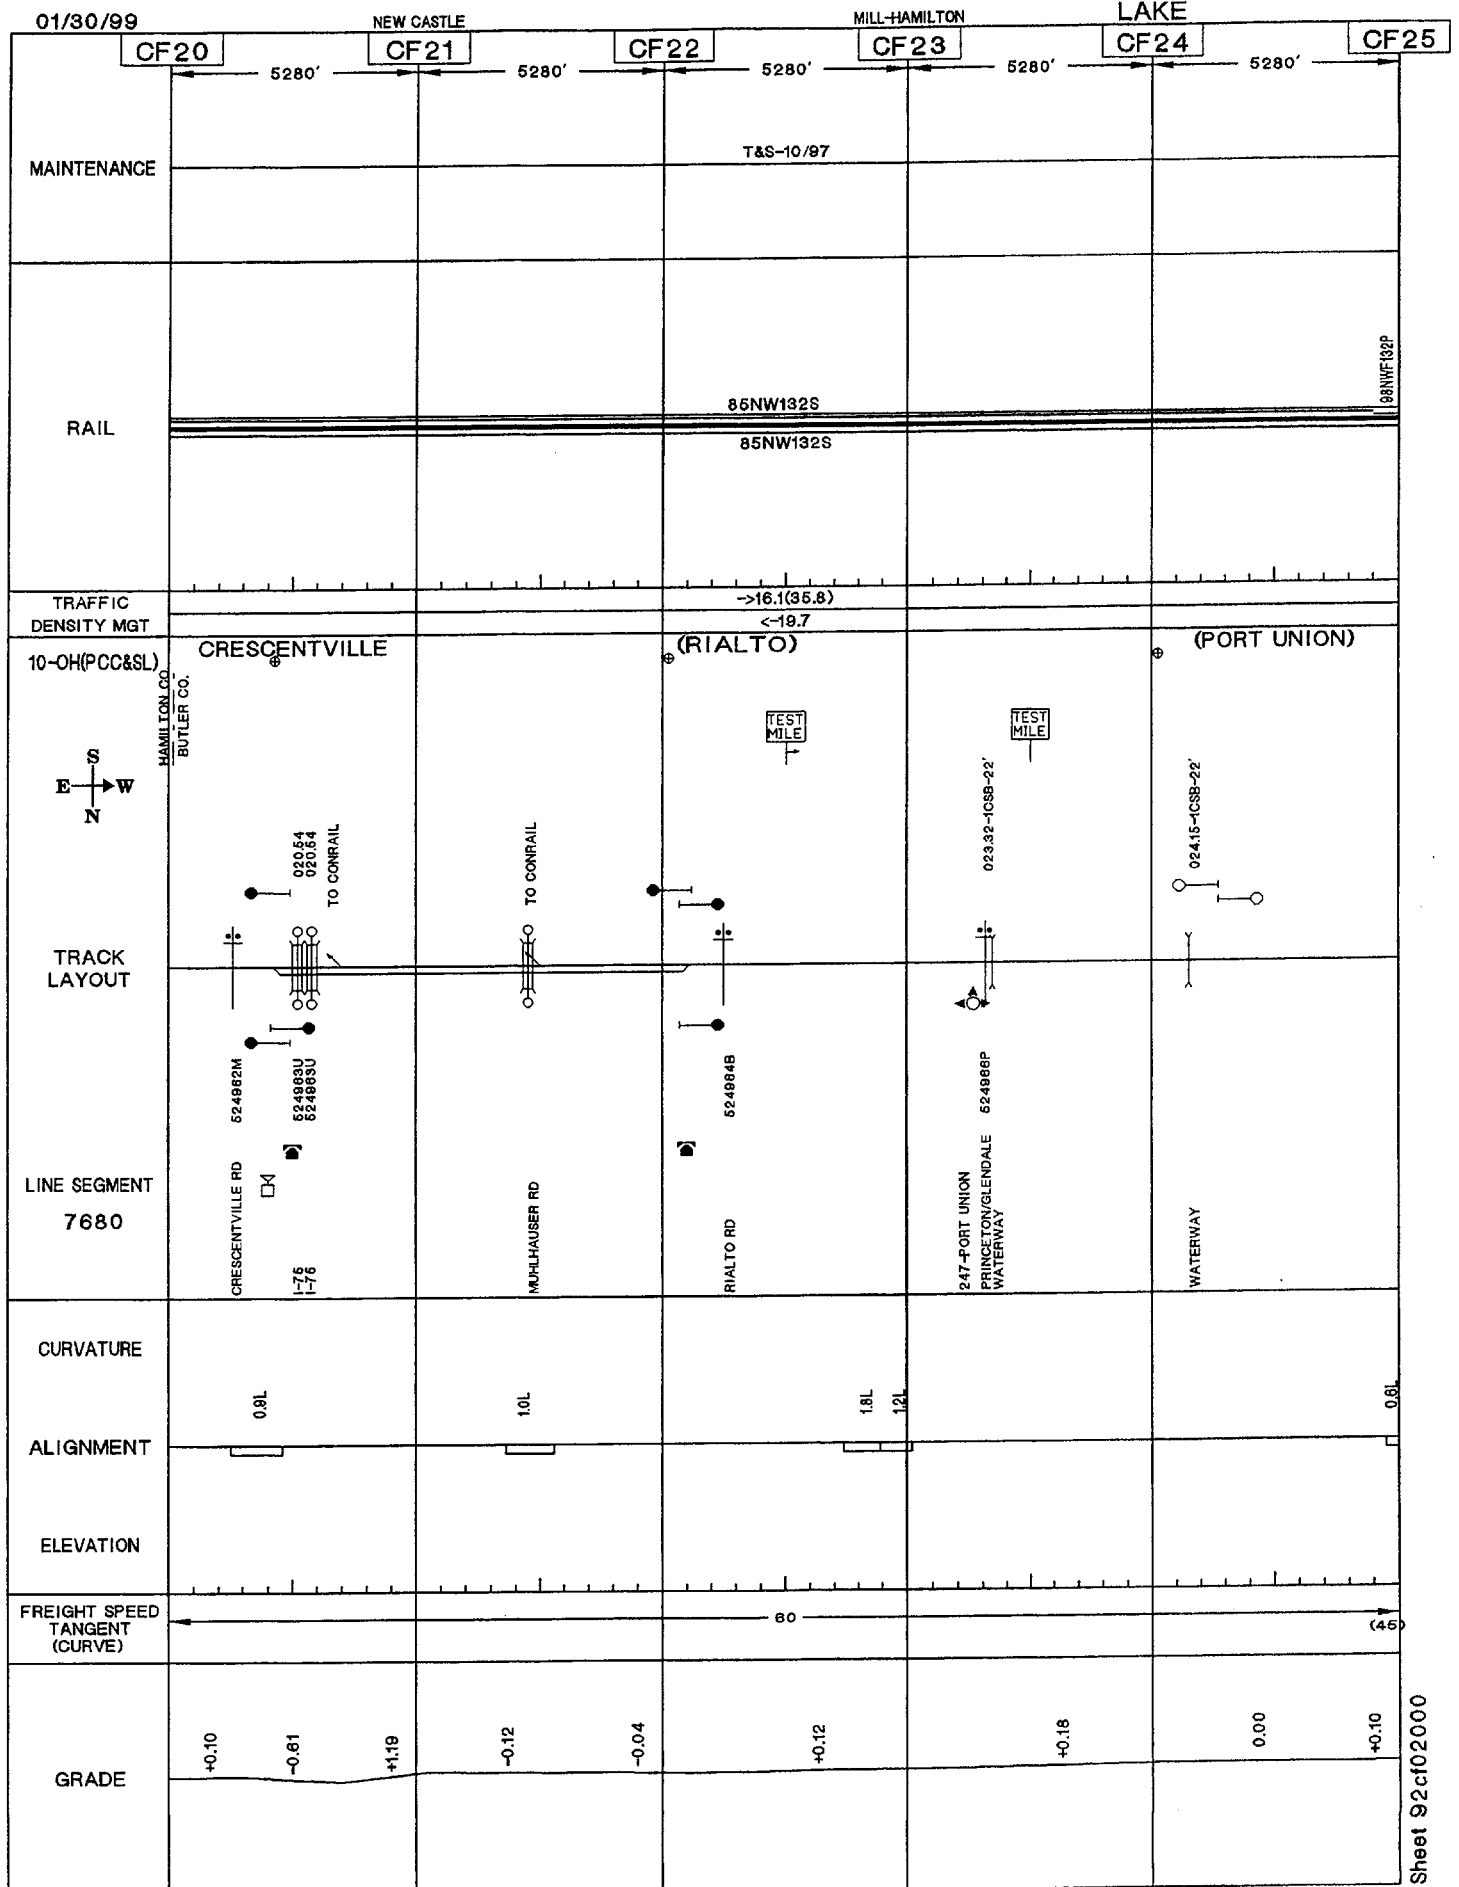 01/30/99
NEW CASTLE
MILL-HAMILTON
LAKE
CF20
CF21
CF22
CF23
CF24
CF25
5280'
5280'
5280'
5280'
5280'
MAINTENANCE
T&S-10/97
RAIL
85NW132S
85NW132S
98NWF132P
TRAFFIC
DENSITY MGT
->16.1(35.8)
<-19.7
10-OH(PCC&SL)
CRESCENTVILLE
(RIALTO)
(PORT UNION)
HAMILTON CO.
BUTLER CO.
TEST
MILE
TEST
MILE
S
E
W
N
020.54
020.54
TO CONRAIL
TO CONRAIL
023.32-1CSB-22'
024.15-1CSB-22'
TRACK
LAYOUT
524982M
524983U
524983U
524984B
524986P
LINE SEGMENT
7680
CRESCENTVILLE RD
I-75
I-75
MUHLHAUSER RD
RIALTO RD
247-PORT UNION
PRINCETON/GLENDALE
WATERWAY
WATERWAY
CURVATURE
0.9L
1.0L
1.8L
1.2L
0.6L
ALIGNMENT
ELEVATION
FREIGHT SPEED
TANGENT
(CURVE)
60
(45)
GRADE
+0.10
-0.61
+1.19
-0.12
-0.04
+0.12
+0.18
0.00
+0.10
Sheet 92cf02000